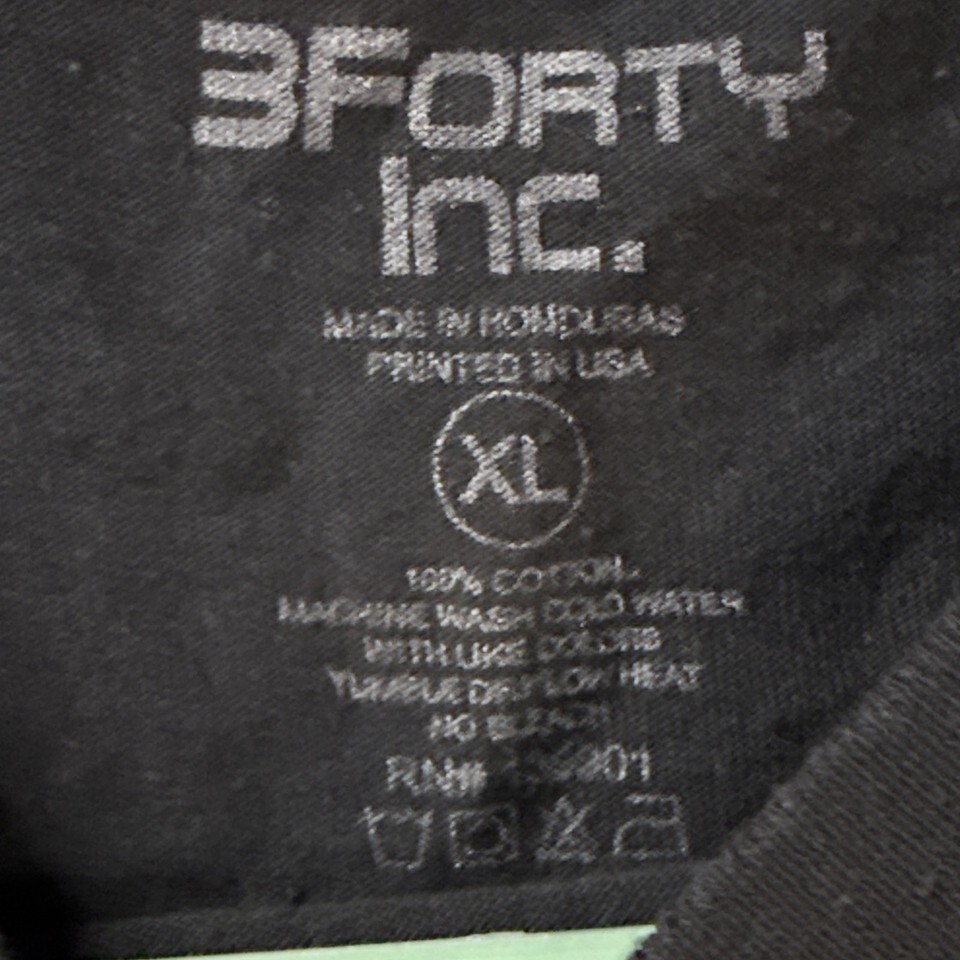 3FORTY
Inc.
MADE IN HONDURAS
PRINTED IN USA
XL
100% COTTON
MACHINE WASH COLD WATER
WITH LIKE COLORS
TUMBLE DRY LOW HEAT
NO BLEACH
RN#